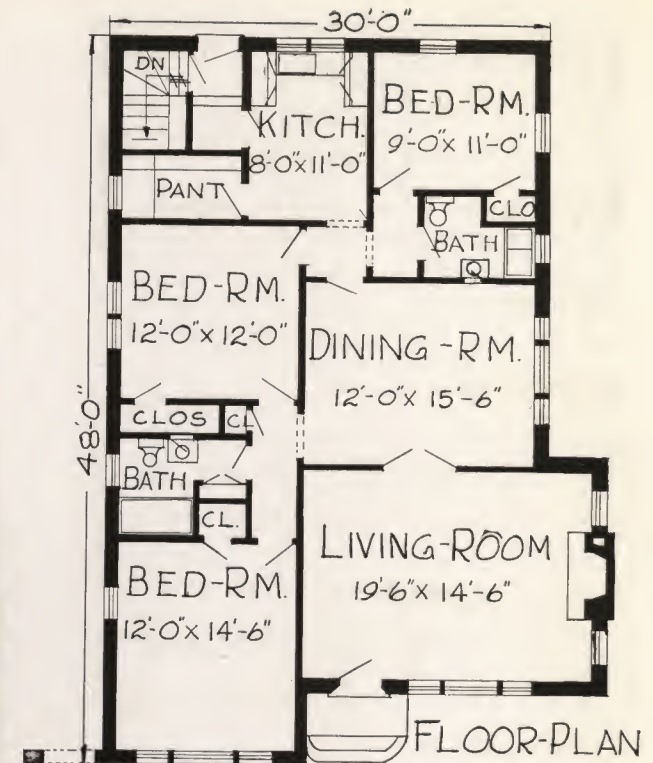 30'-0"
DN
KITCH.
8'-0"x11'-0"
BED-RM.
9'-0"x 11'-0"
PANT
CLO
BATH
BED-RM.
12'-0"x 12'-0"
DINING-RM.
12'-0"x 15'-6"
48'-0"
CLOS
CL
BATH
CL.
LIVING-ROOM
19'-6"x 14'-6"
BED-RM.
12'-0"x 14'-6"
FLOOR-PLAN